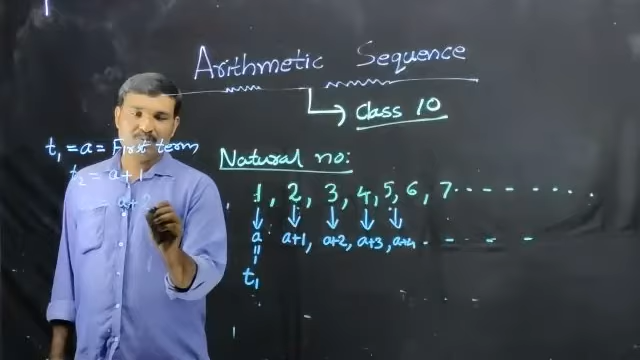 Arithmetic Sequence
Class 10
t₁ = a = First term
t₂ = a+1
= a+2
Natural no:
1, 2, 3, 4, 5, 6, 7 - - - - - - - -
a a+1, a+2, a+3, a+4 - - - -
t₁